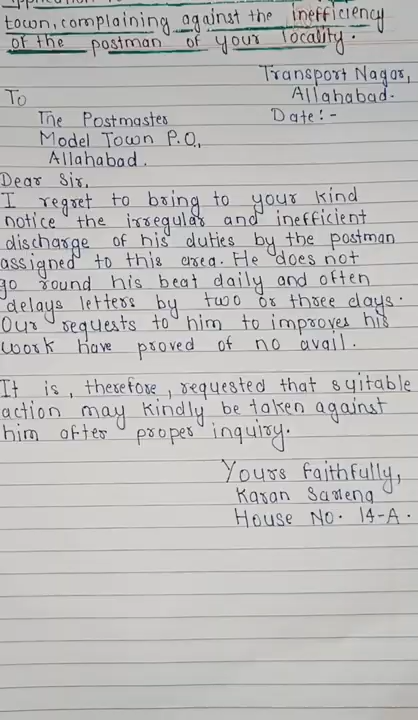 town, complaining against the inefficiency
of the postman of your locality.
Transport Nagar,
Allahabad.
Date:-
To
The Postmaster
Model Town P.O,
Allahabad.
Dear Sir,
I regret to bring to your kind
notice the irregular and inefficient
discharge of his duties by the postman
assigned to this area. He does not
go round his beat daily and often
delays letters by two or three days.
Our requests to him to improves his
work have proved of no avail.
It is, therefore, requested that syitable
action may kindly be taken against
him after proper inquiry.
Yours Faithfully,
Karan
House No. 14-A.